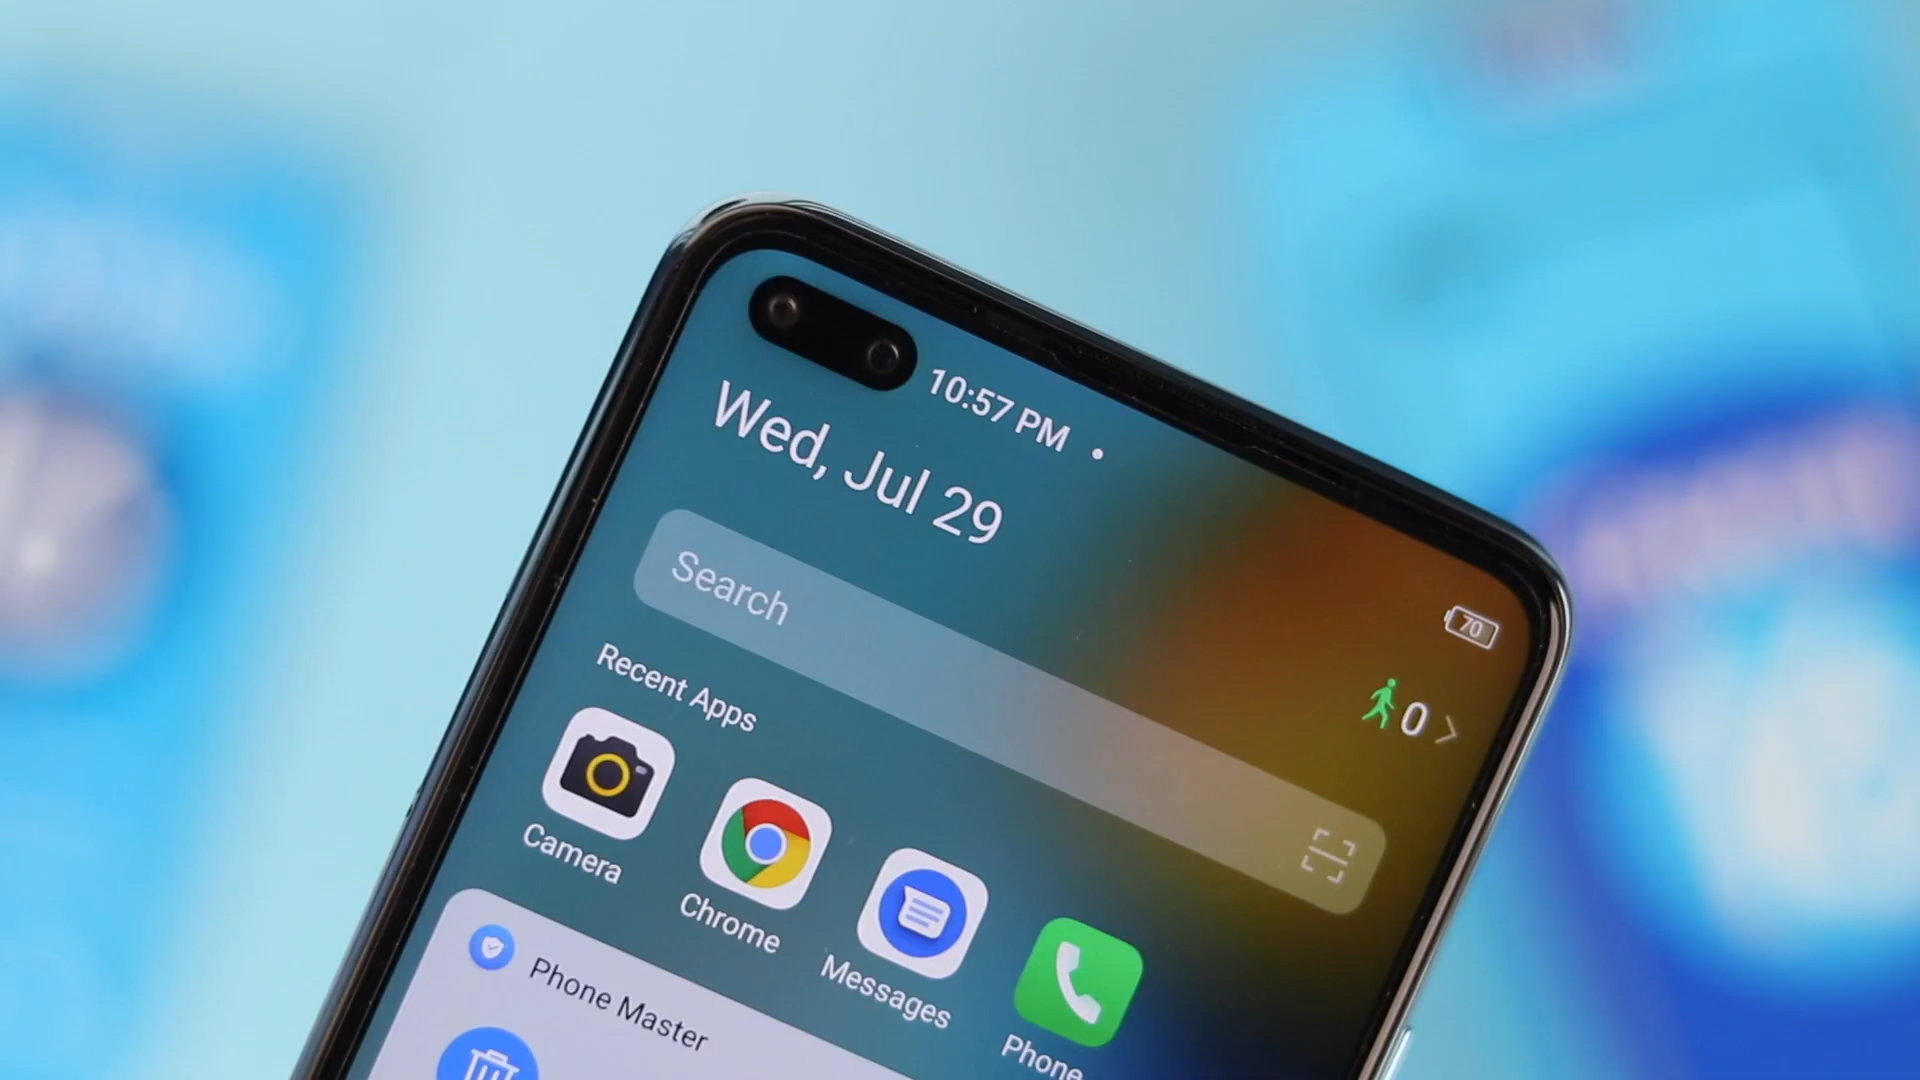 10:57 PM
Wed, Jul 29
70
0
Search
Recent Apps
Camera
Chrome
Messages
Phone
Phone Master